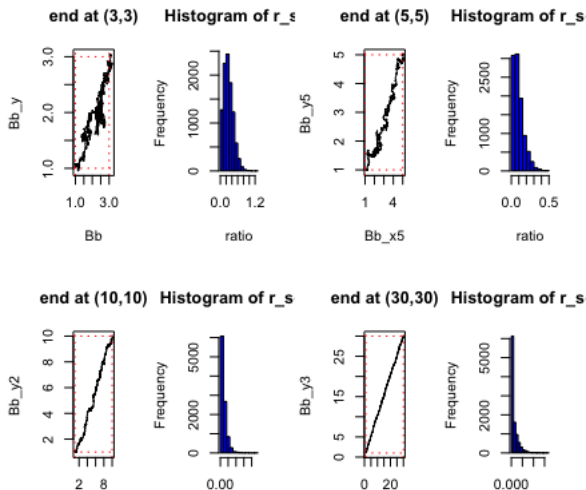 end at (3,3)
Histogram of r_s
end at (5,5)
Histogram of r_s
Bb_y
1.0 2.0 3.0
1.0 3.0
Bb
Frequency
0 1000 2000
0.0 1.2
ratio
Bb_y5
1 2 3 4 5
1 4
Bb_x5
Frequency
0 1000 2500
0.0 0.5
ratio
end at (10,10)
Histogram of r_s
end at (30,30)
Histogram of r_s
Bb_y2
2 4 6 8 10
2 8
Frequency
0 2000 5000
0.00
Bb_y3
0 5 15 25
0 20
Frequency
0 2000 5000
0.000